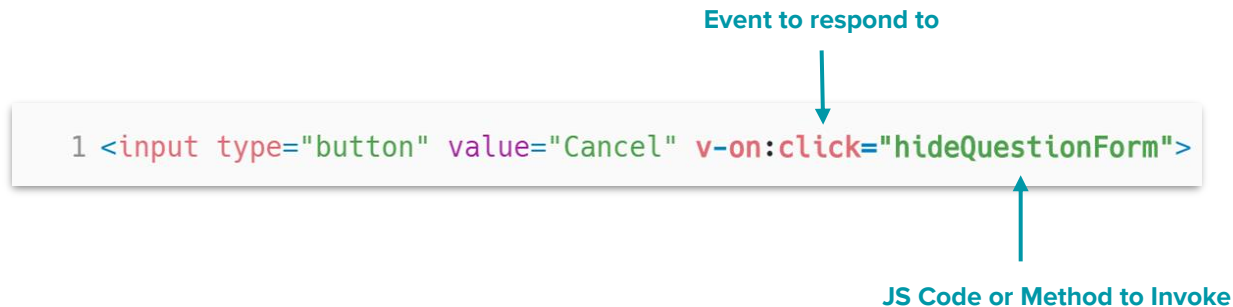 Event to respond to
1 <input type="button" value="Cancel" v-on:click="hideQuestionForm">
JS Code or Method to Invoke